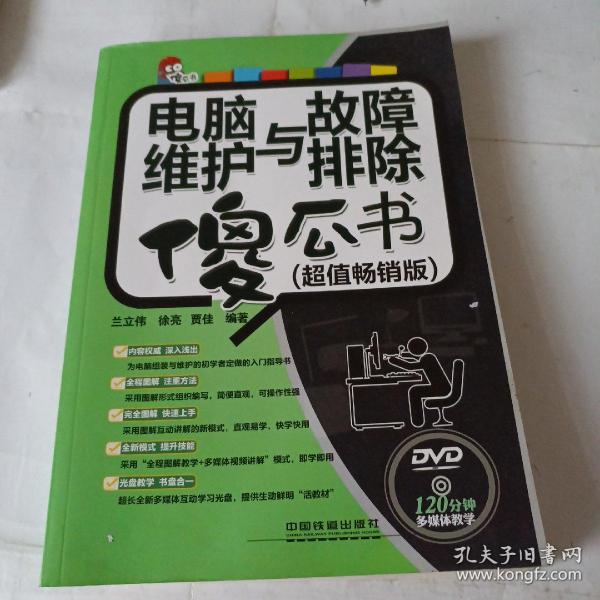 傻瓜书
电脑 故障
维护与排除
傻瓜书
(超值畅销版)
兰立伟 徐亮 贾佳 编著
内容权威 深入浅出
为电脑组装与维护的初学者定做的入门指导书
全程图解 注重方法
采用图解形式组织编写，简便直观，可操作性强
完全图解 快速上手
采用图解互动讲解的新模式，直观易学，快学快用
全新模式 提升技能
采用“全程图解教学+多媒体视频讲解”模式，即学即用
光盘教学 书盘合一
超长全新多媒体互动学习光盘，提供生动鲜明“活教材”
DVD
120分钟
多媒体教学
中国铁道出版社
CHINA RAILWAY PUBLISHING HOUSE
孔夫子旧书网
www.kongfz.com